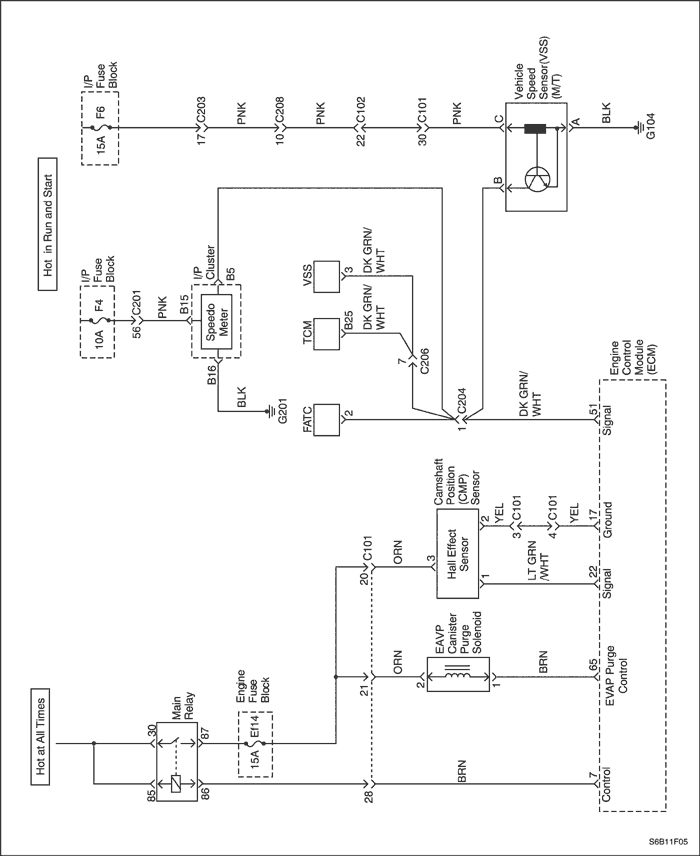 Hot at All Times
Hot in Run and Start
85
30
Main
Relay
86
87
Engine
Fuse
Block
15A
Ef14
28
21
20
C101
BRN
ORN
ORN
2
EAVP
Canister
Purge
Solenoid
1
BRN
3
Camshaft
Position
(CMP)
Sensor
Hall Effect
Sensor
1
2
LT GRN
/WHT
YEL
3
C101
4
C101
YEL
7
Control
65
EVAP Purge
Control
22
Signal
17
Ground
51
Signal
Engine
Control
Module
(ECM)
I/P
Fuse
Block
10A
F4
56
C201
PNK
B15
I/P
Cluster
Speedo
Meter
B16
B5
BLK
G201
FATC
2
TCM
B25
DK GRN/
WHT
VSS
3
DK GRN/
WHT
7
C206
1
C204
DK GRN/
WHT
I/P
Fuse
Block
15A
F6
17
C203
PNK
10
C208
PNK
22
C102
PNK
30
C101
PNK
Vehicle
Speed
Sensor(VSS)
(M/T)
B
C
A
BLK
G104
S6B11F05